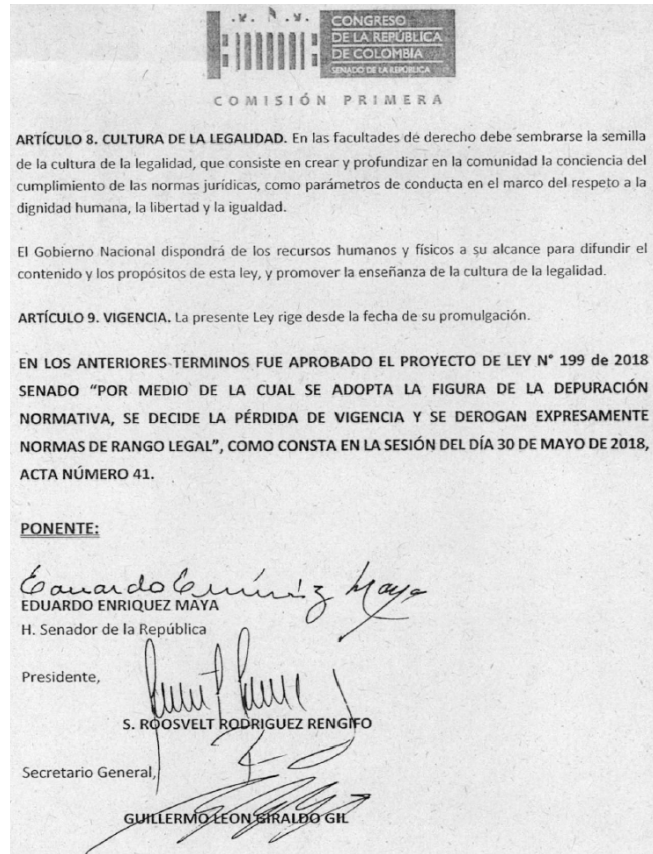 CONGRESO
DE LA REPÚBLICA
DE COLOMBIA
SENADO DE LA REPÚBLICA
COMISIÓN PRIMERA
ARTÍCULO 8. CULTURA DE LA LEGALIDAD. En las facultades de derecho debe sembrarse la semilla
de la cultura de la legalidad, que consiste en crear y profundizar en la comunidad la conciencia del
cumplimiento de las normas jurídicas, como parámetros de conducta en el marco del respeto a la
dignidad humana, la libertad y la igualdad.
El Gobierno Nacional dispondrá de los recursos humanos y físicos a su alcance para difundir el
contenido y los propósitos de esta ley, y promover la enseñanza de la cultura de la legalidad.
ARTÍCULO 9. VIGENCIA. La presente Ley rige desde la fecha de su promulgación.
EN LOS ANTERIORES TERMINOS FUE APROBADO EL PROYECTO DE LEY N° 199 de 2018
SENADO "POR MEDIO DE LA CUAL SE ADOPTA LA FIGURA DE LA DEPURACIÓN
NORMATIVA, SE DECIDE LA PÉRDIDA DE VIGENCIA Y SE DEROGAN EXPRESAMENTE
NORMAS DE RANGO LEGAL", COMO CONSTA EN LA SESIÓN DEL DÍA 30 DE MAYO DE 2018,
ACTA NÚMERO 41.
PONENTE:
Eduardo Enríquez Maya
EDUARDO ENRIQUEZ MAYA
H. Senador de la República
Presidente,
S. ROOSVELT RODRIGUEZ RENGIFO
Secretario General,
GUILLERMO LEON GIRALDO GIL